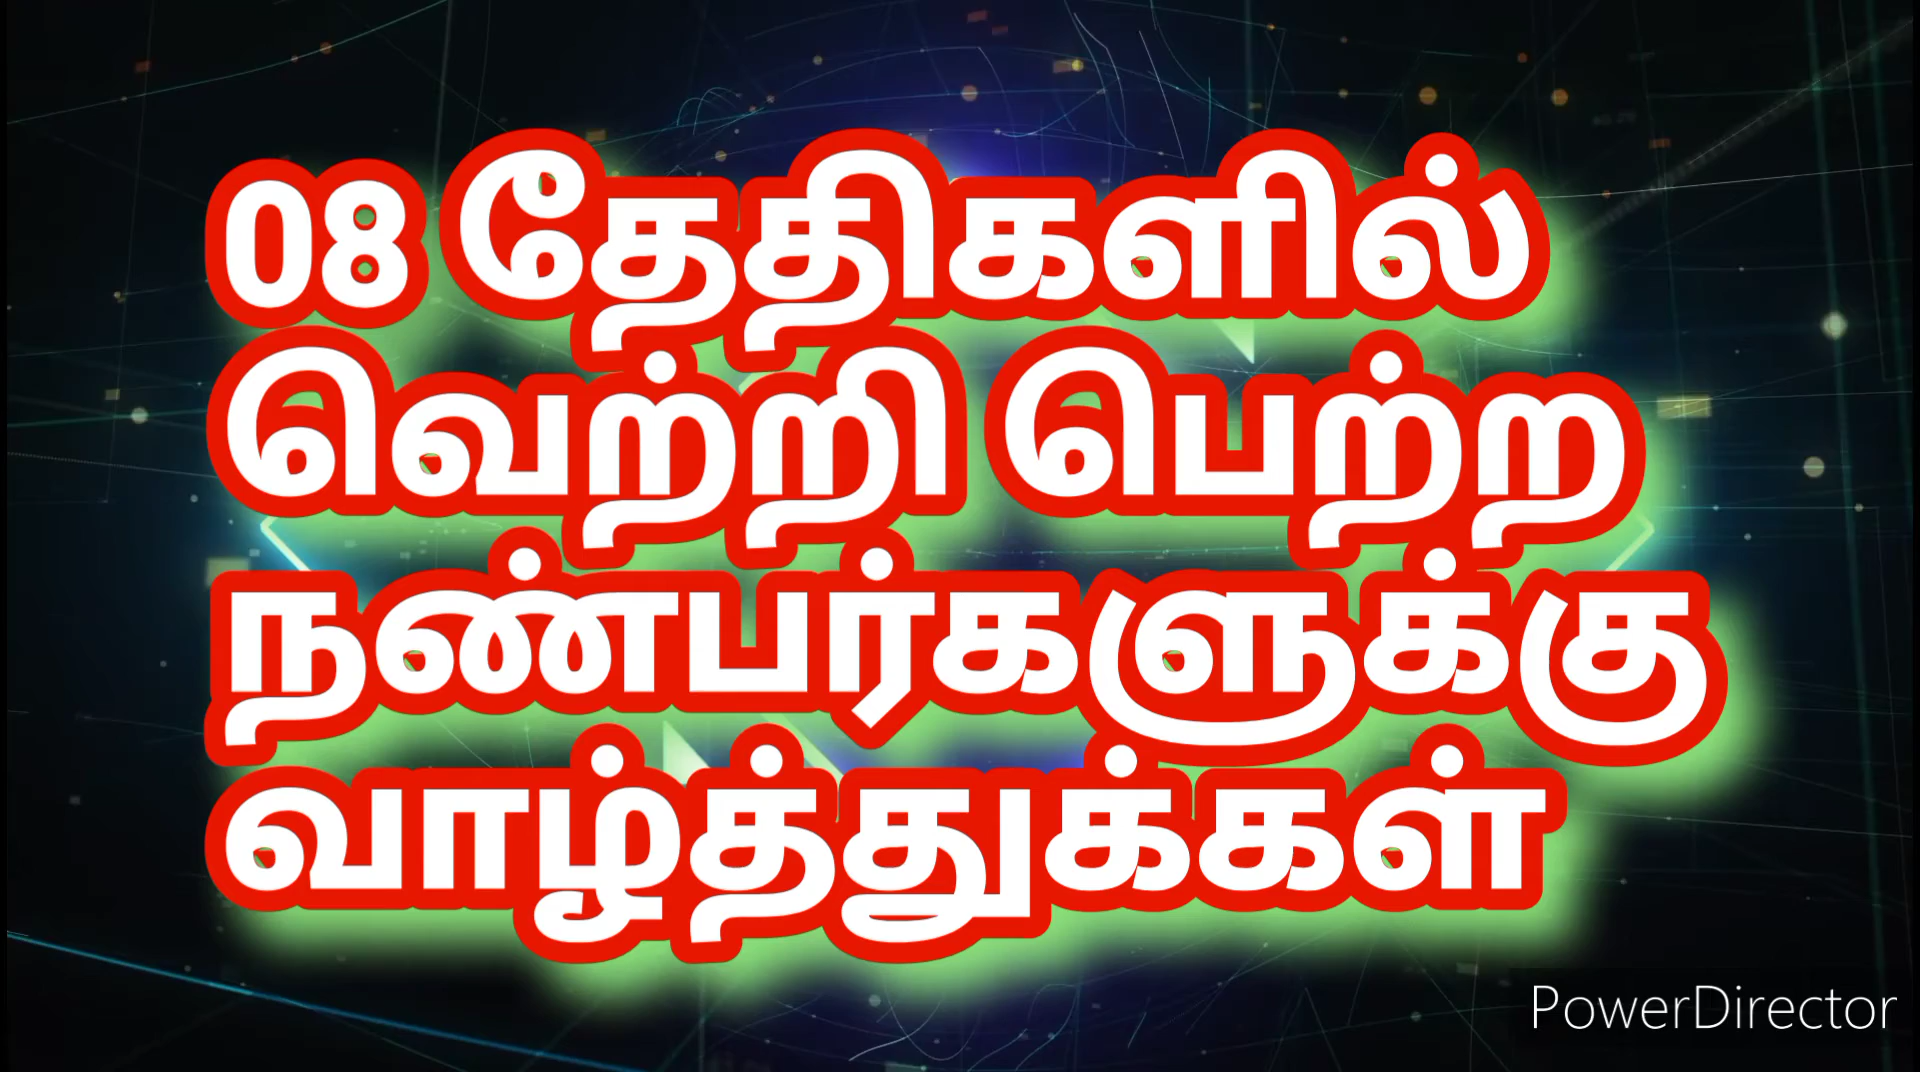 08 தேதிகளில்
வெற்றி பெற்ற
நண்பர்களுக்கு
வாழ்த்துக்கள்
PowerDirector